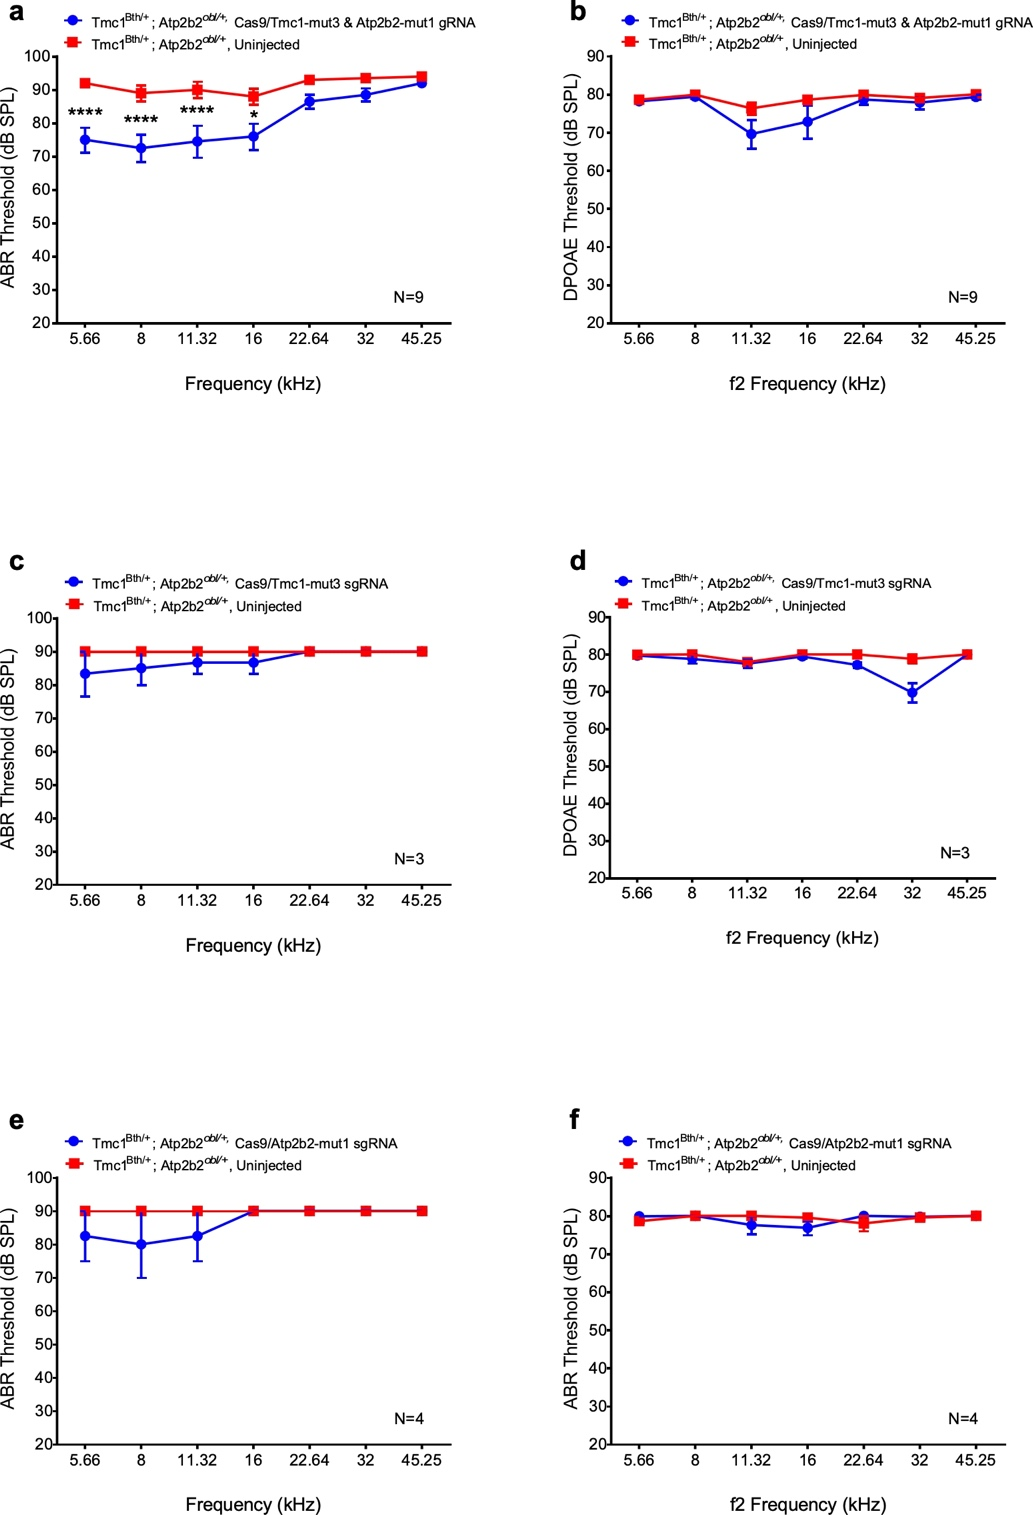 a
Tmc1Bth/+ ; Atp2b2obl/+, Cas9/Tmc1-mut3 & Atp2b2-mut1 gRNA
Tmc1Bth/+ ; Atp2b2obl/+ , Uninjected
ABR Threshold (dB SPL)
100
90
80
70
60
50
40
30
20
**** **** **** *
N=9
5.66 8 11.32 16 22.64 32 45.25
Frequency (kHz)
b
Tmc1Bth/+ ; Atp2b2obl/+, Cas9/Tmc1-mut3 & Atp2b2-mut1 gRNA
Tmc1Bth/+ ; Atp2b2obl/+ , Uninjected
DPOAE Threshold (dB SPL)
90
80
70
60
50
40
30
20
N=9
5.66 8 11.32 16 22.64 32 45.25
f2 Frequency (kHz)
c
Tmc1Bth/+ ; Atp2b2obl/+, Cas9/Tmc1-mut3 sgRNA
Tmc1Bth/+ ; Atp2b2obl/+ , Uninjected
ABR Threshold (dB SPL)
100
90
80
70
60
50
40
30
20
N=3
5.66 8 11.32 16 22.64 32 45.25
Frequency (kHz)
d
Tmc1Bth/+ ; Atp2b2obl/+, Cas9/Tmc1-mut3 sgRNA
Tmc1Bth/+ ; Atp2b2obl/+ , Uninjected
DPOAE Threshold (dB SPL)
90
80
70
60
50
40
30
20
N=3
5.66 8 11.32 16 22.64 32 45.25
f2 Frequency (kHz)
e
Tmc1Bth/+ ; Atp2b2obl/+, Cas9/Atp2b2-mut1 sgRNA
Tmc1Bth/+ ; Atp2b2obl/+ , Uninjected
ABR Threshold (dB SPL)
100
90
80
70
60
50
40
30
20
N=4
5.66 8 11.32 16 22.64 32 45.25
Frequency (kHz)
f
Tmc1Bth/+ ; Atp2b2obl/+, Cas9/Atp2b2-mut1 sgRNA
Tmc1Bth/+ ; Atp2b2obl/+ , Uninjected
ABR Threshold (dB SPL)
90
80
70
60
50
40
30
20
N=4
5.66 8 11.32 16 22.64 32 45.25
f2 Frequency (kHz)